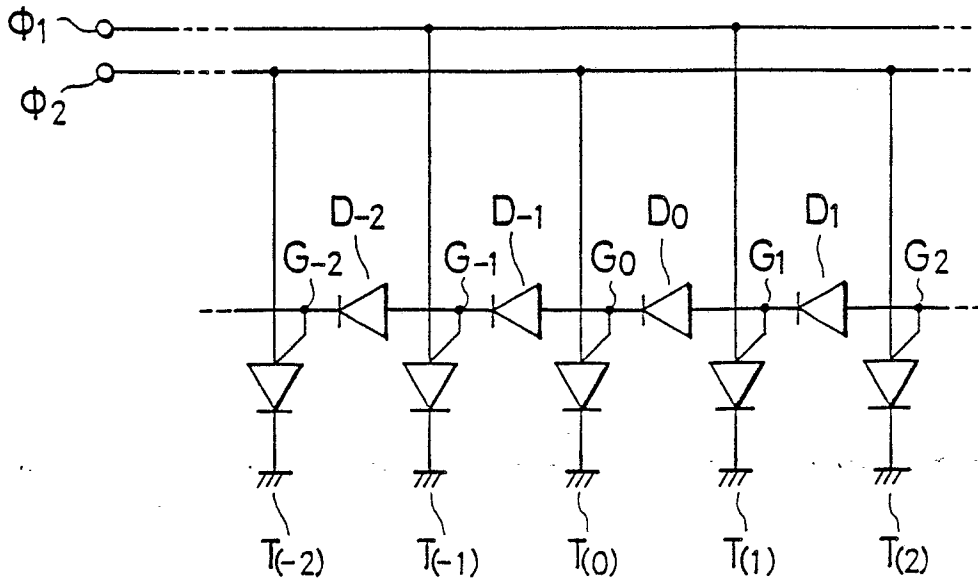 Φ1
Φ2
D-2 D-1 D0 D1
G-2 G-1 G0 G1 G2
T(-2) T(-1) T(0) T(1) T(2)